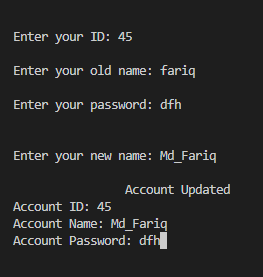 Enter your ID: 45
Enter your old name: fariq
Enter your password: dfh
Enter your new name: Md_Fariq
Account Updated
Account ID: 45
Account Name: Md_Fariq
Account Password: dfh